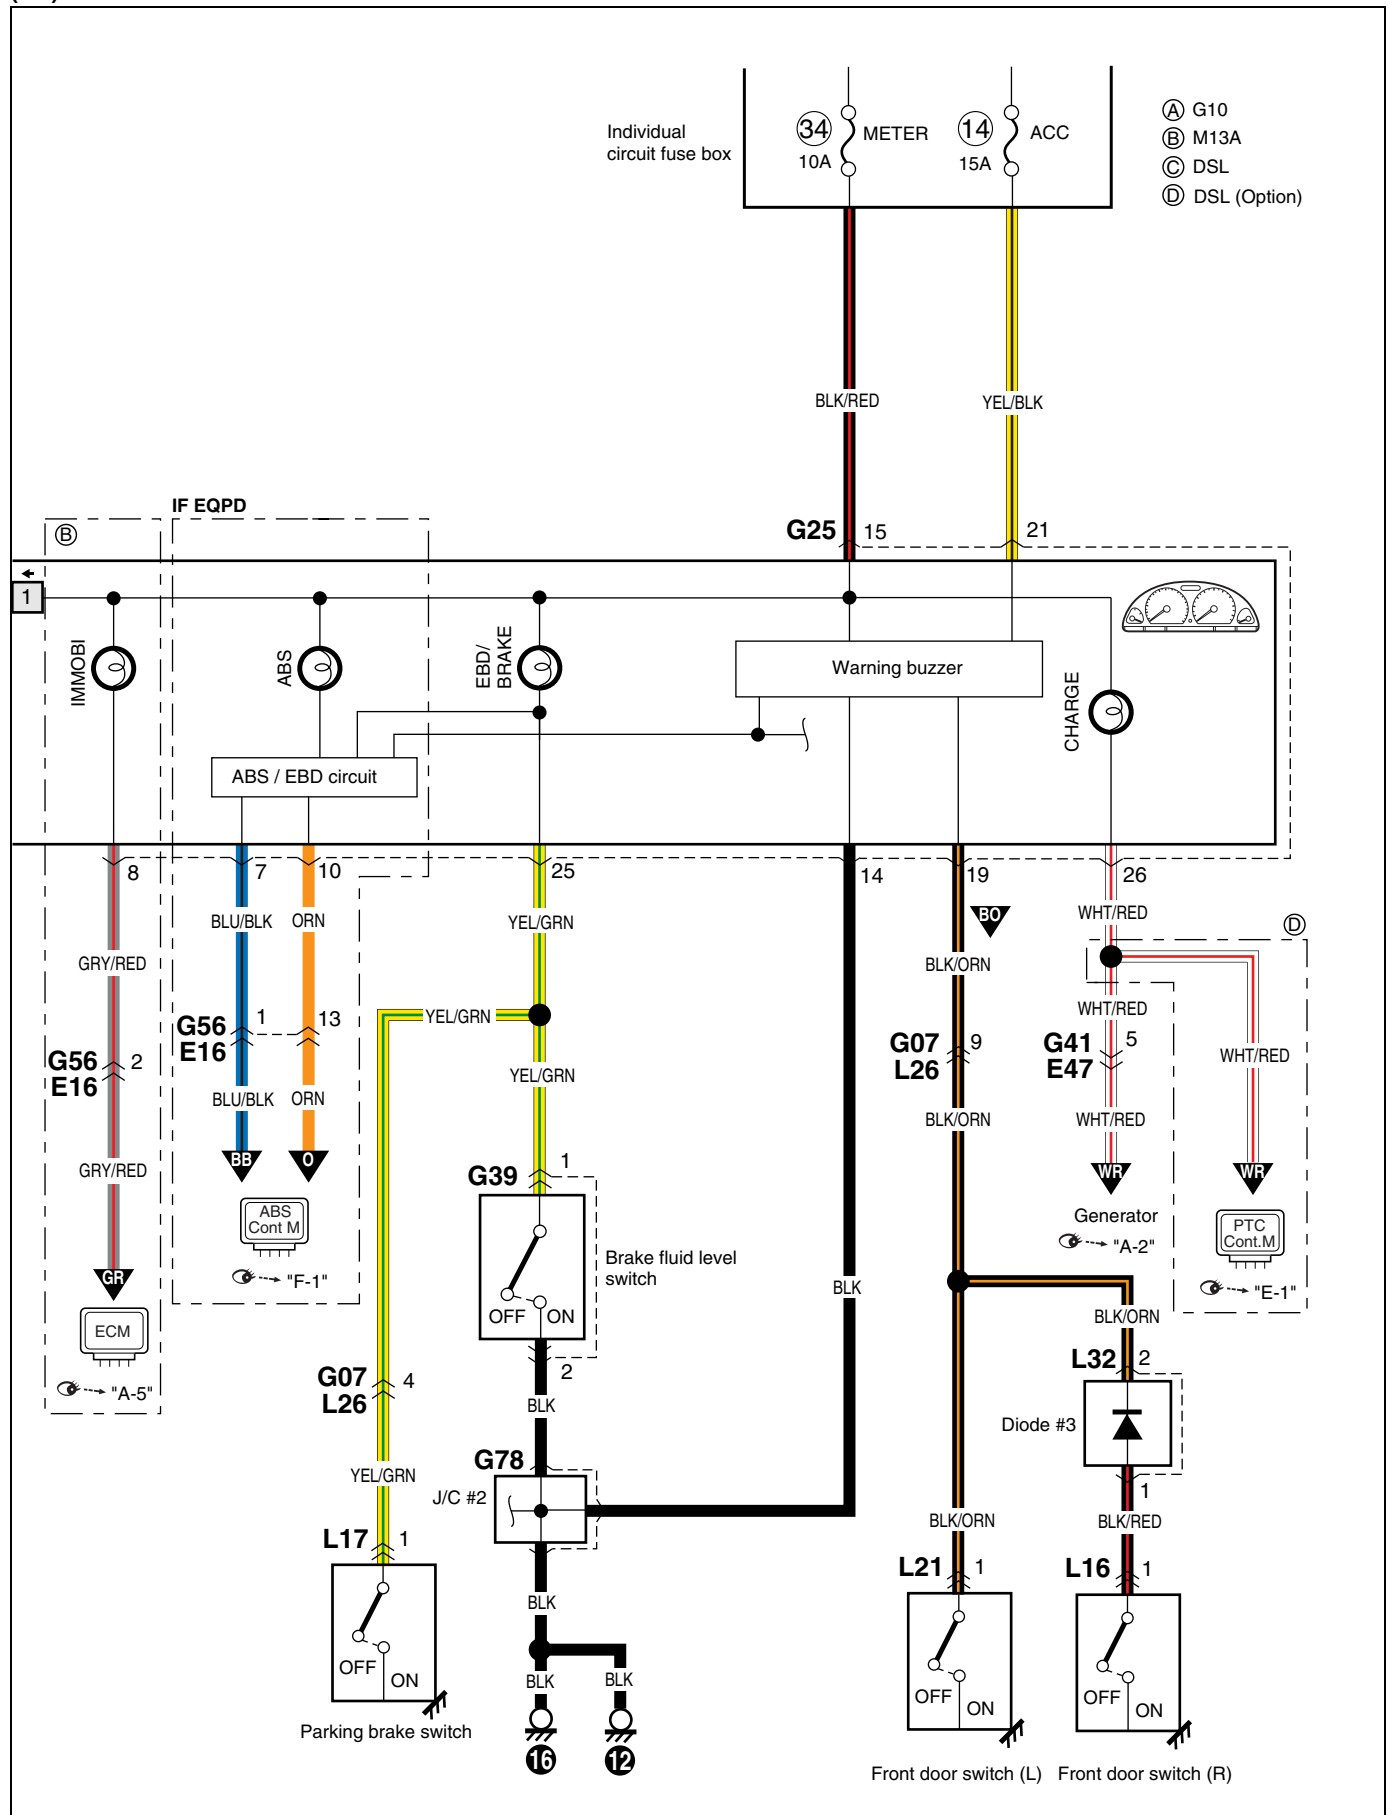 34 METER
10A
14 ACC
15A
Individual
circuit fuse box
A G10
B M13A
C DSL
D DSL (Option)
BLK/RED
YEL/BLK
IF EQPD
B
G25 15
21
1
IMMOBI
ABS
EBD/
BRAKE
Warning buzzer
CHARGE
ABS / EBD circuit
8
7
10
25
14
19
26
BLU/BLK
ORN
YEL/GRN
BO
WHT/RED
D
GRY/RED
BLK/ORN
G56
E16
1
13
YEL/GRN
WHT/RED
G56
E16
2
G07
L26
9
G41
E47
5
WHT/RED
YEL/GRN
BLU/BLK
ORN
BLK/ORN
WHT/RED
GRY/RED
BB
O
G39
1
WR
WR
ABS
Cont M
"F-1"
Generator
"A-2"
PTC
Cont.M
"E-1"
GR
ECM
"A-5"
Brake fluid level
switch
OFF
ON
2
BLK
BLK/ORN
L32 2
G07
L26
4
BLK
Diode #3
G78
J/C #2
YEL/GRN
1
BLK/ORN
BLK/RED
L17 1
L21 1
L16 1
BLK
OFF
ON
BLK
BLK
OFF
ON
OFF
ON
Parking brake switch
16
12
Front door switch (L)
Front door switch (R)